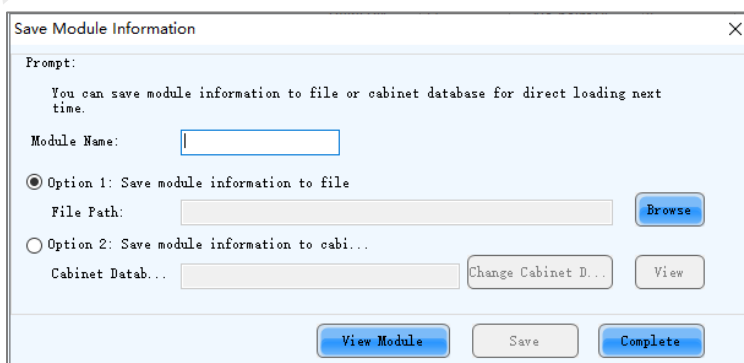 Save Module Information
Prompt:
You can save module information to file or cabinet database for direct loading next
time.
Module Name:
Option 1: Save module information to file
File Path:
Browse
Option 2: Save module information to cabi...
Cabinet Datab...
Change Cabinet D...
View
View Module
Save
Complete